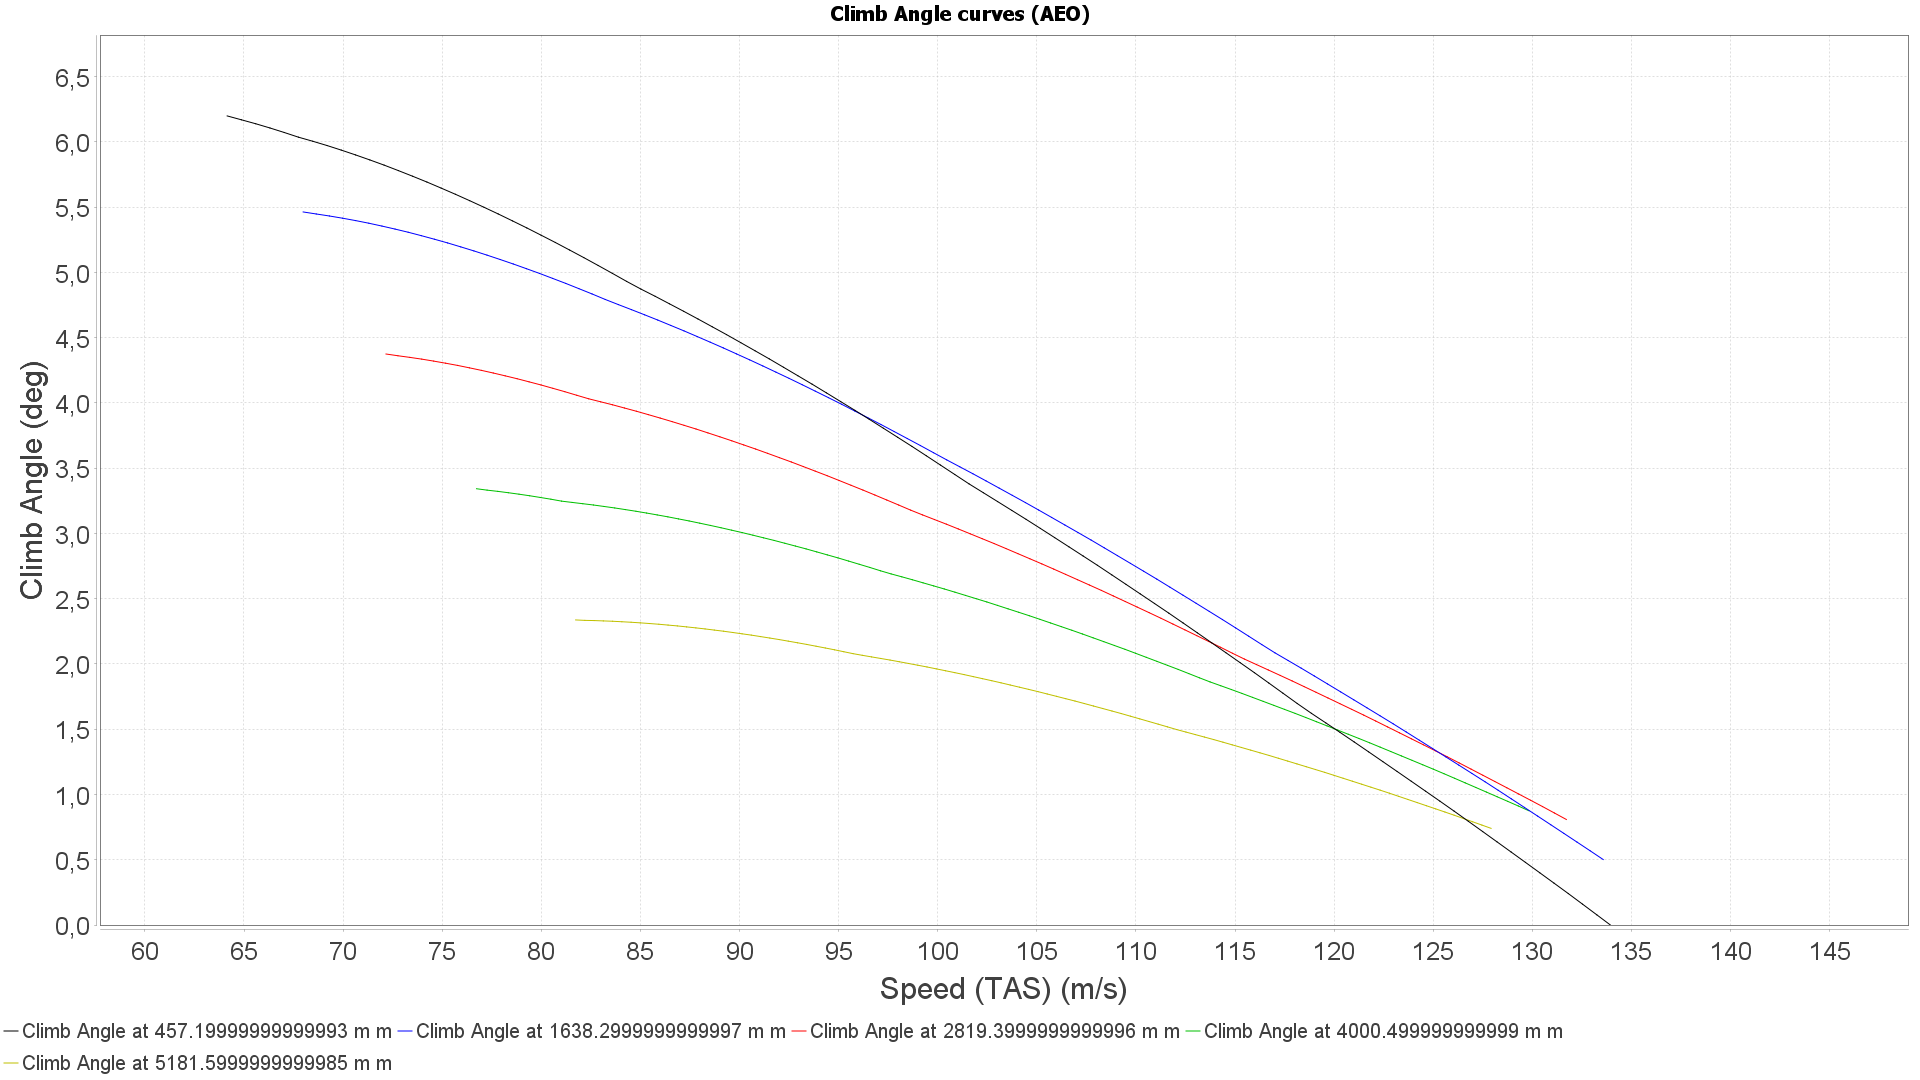 Climb Angle curves (AEO)
6,5
6,0
5,5
5,0
4,5
4,0
3,5
3,0
2,5
2,0
1,5
1,0
0,5
0,0
Climb Angle (deg)
60 65 70 75 80 85 90 95 100 105 110 115 120 125 130 135 140 145
Speed (TAS) (m/s)
Climb Angle at 457.19999999999993 m m Climb Angle at 1638.2999999999997 m m Climb Angle at 2819.3999999999996 m m Climb Angle at 4000.499999999999 m m
Climb Angle at 5181.5999999999985 m m